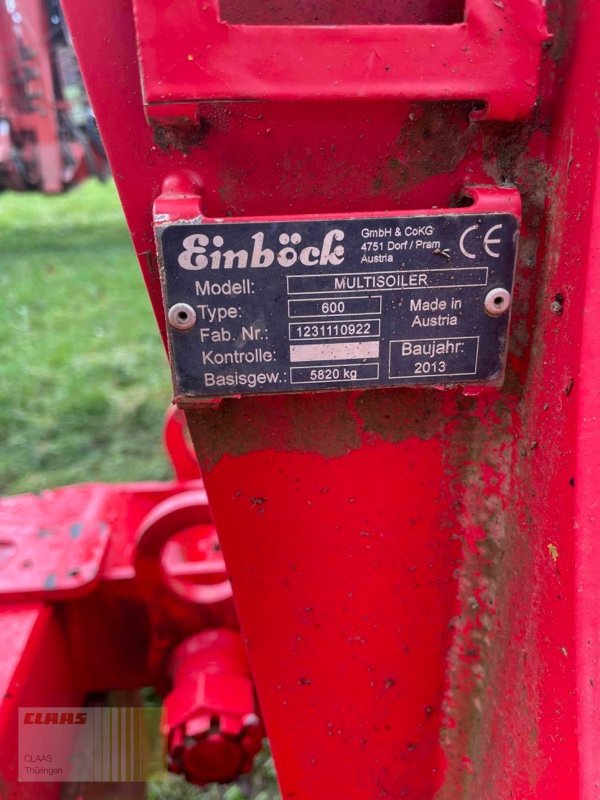 Einböck
GmbH & CoKG
4751 Dorf / Pram
Austria
CE
Modell: MULTISOILER
Type: 600
Made in
Austria
Fab. Nr.: 1231110922
Kontrolle:
Baujahr:
2013
Basisgew.: 5820 kg
CLAAS
CLAAS
Thüringen